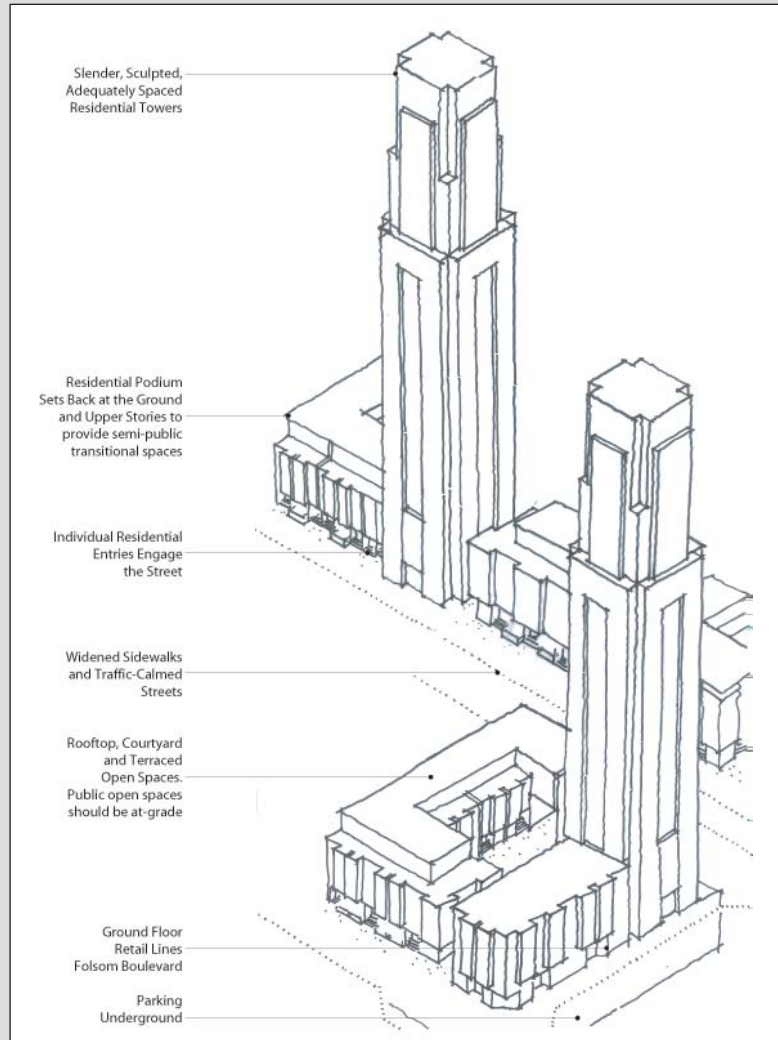 Slender, Sculpted,
Adequately Spaced
Residential Towers
Residential Podium
Sets Back at the Ground
and Upper Stories to
provide semi-public
transitional spaces
Individual Residential
Entries Engage
the Street
Widened Sidewalks
and Traffic-Calmed
Streets
Rooftop, Courtyard
and Terraced
Open Spaces.
Public open spaces
should be at-grade
Ground Floor
Retail Lines
Folsom Boulevard
Parking
Underground